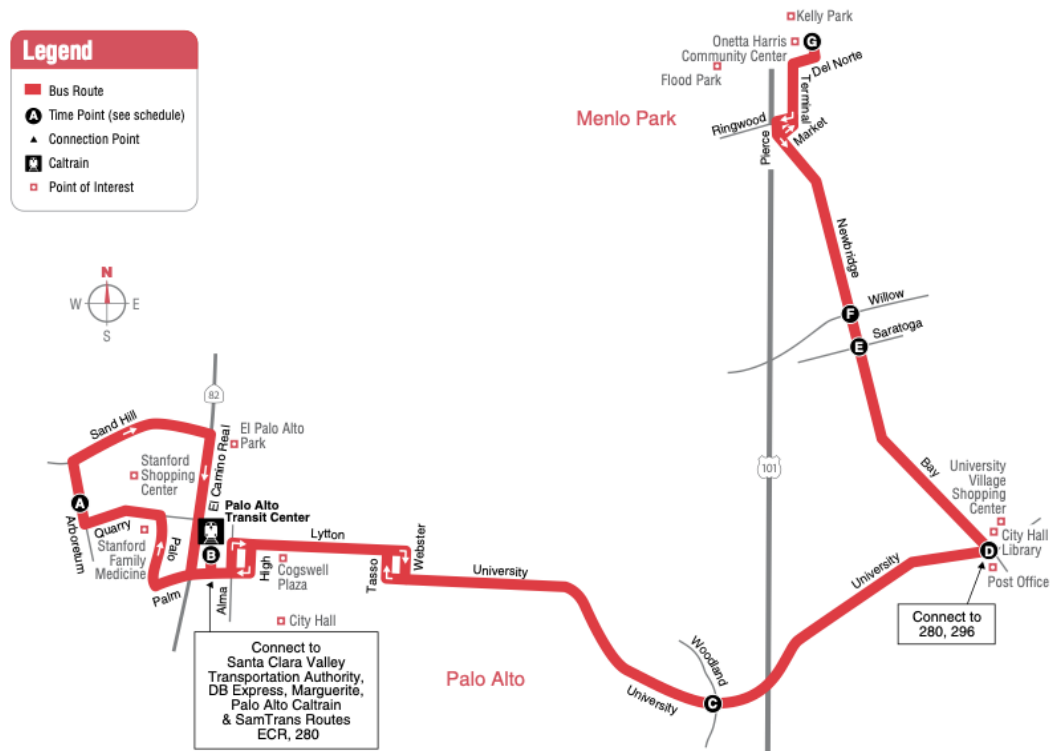 Legend
Bus Route
A
Time Point (see schedule)
Connection Point
Caltrain
Point of Interest
N
W
E
S
Kelly Park
Onetta Harris
Community Center
G
Flood Park
Del Norte
Terminal
Menlo Park
Ringwood
Market
Pierce
Newbridge
Willow
F
Saratoga
E
82
Sand Hill
El Camino Real
El Palo Alto
Park
Stanford
Shopping
Center
101
Bay
University
Village
Shopping
Center
A
Palo Alto
Transit Center
Quarry
Arboretum
Stanford
Family
Medicine
Palo
B
Lytton
Webster
High
Cogswell
Plaza
Tasso
University
City Hall
Library
D
University
Post Office
Palm
Alma
City Hall
Connect to
280, 296
Connect to
Santa Clara Valley
Transportation Authority,
DB Express, Marguerite,
Palo Alto Caltrain
& SamTrans Routes
ECR, 280
Palo Alto
Woodland
University
C